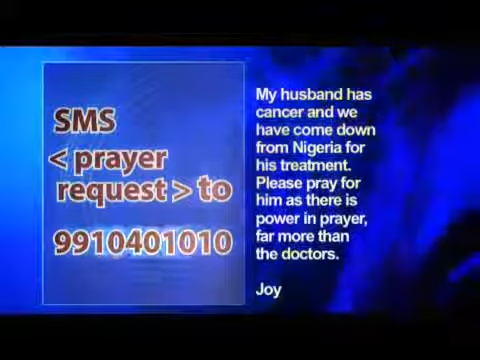 SMS
< prayer
request > to
9910401010
My husband has
cancer and we
have come down
from Nigeria for
his treatment.
Please pray for
him as there is
power in prayer,
far more than
the doctors.
Joy